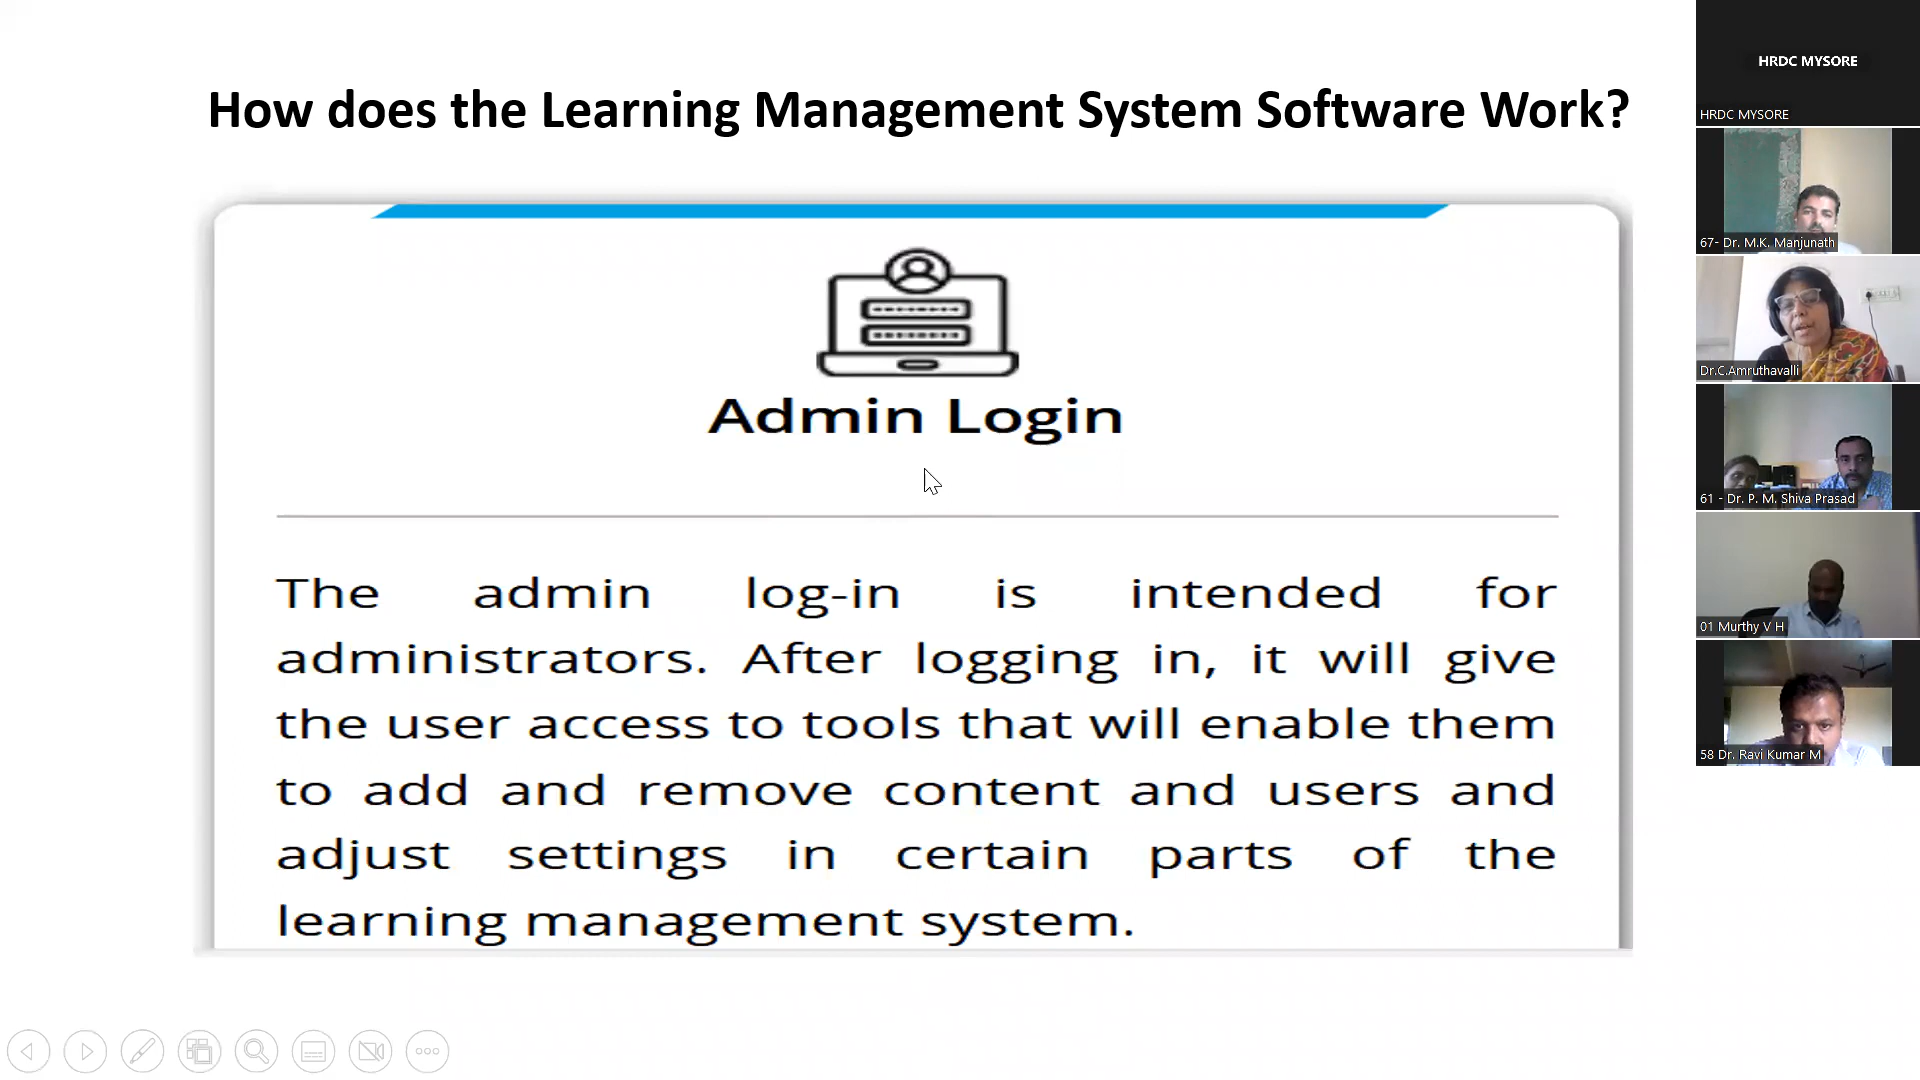 How does the Learning Management System Software Work?
Admin Login
The admin log-in is intended for
administrators. After logging in, it will give
the user access to tools that will enable them
to add and remove content and users and
adjust settings in certain parts of the
learning management system.
HRDC MYSORE
HRDC MYSORE
67- Dr. M.K. Manjunath
Dr.C.Amruthavalli
61 - Dr. P. M. Shiva Prasad
01 Murthy V H
58 Dr. Ravi Kumar M